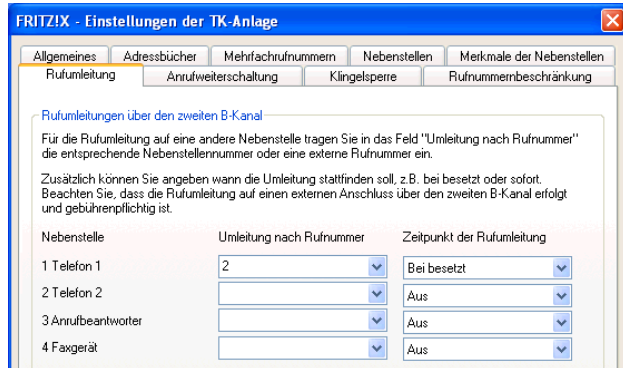 FRITZ!X - Einstellungen der TK-Anlage
Allgemeines Adressbücher Mehrfachrufnummern Nebenstellen Merkmale der Nebenstellen
Rufumleitung Anrufweiterschaltung Klingelsperre Rufnummernbeschränkung
Rufumleitungen über den zweiten B-Kanal
Für die Rufumleitung auf eine andere Nebenstelle tragen Sie in das Feld "Umleitung nach Rufnummer"
die entsprechende Nebenstellennummer oder eine externe Rufnummer ein.
Zusätzlich können Sie angeben wann die Umleitung stattfinden soll, z.B. bei besetzt oder sofort.
Beachten Sie, dass die Rufumleitung auf einen externen Anschluss über den zweiten B-Kanal erfolgt
und gebührenpflichtig ist.
Nebenstelle Umleitung nach Rufnummer Zeitpunkt der Rufumleitung
1 Telefon 1 2 Bei besetzt
2 Telefon 2 Aus
3 Anrufbeantworter Aus
4 Faxgerät Aus